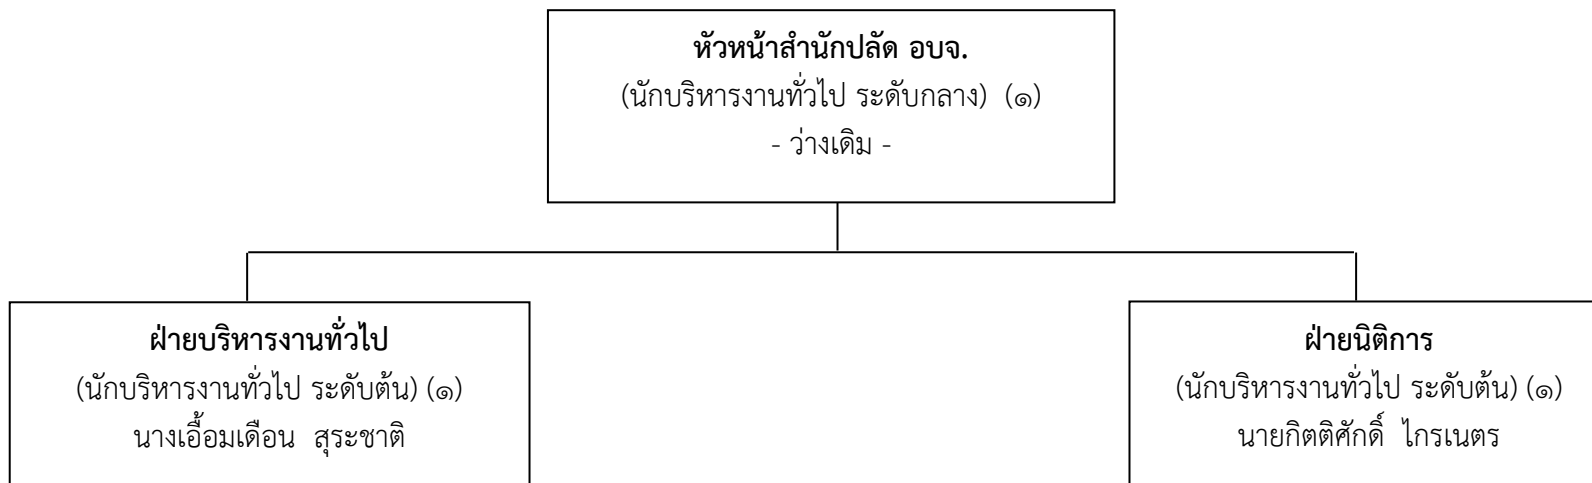 หัวหน้าสำนักปลัด อบจ.
(นักบริหารงานทั่วไป ระดับกลาง) (๑)
- ว่างเดิม -
ฝ่ายบริหารงานทั่วไป
(นักบริหารงานทั่วไป ระดับต้น) (๑)
นางเอื้อมเดือน สุระชาติ
ฝ่ายนิติการ
(นักบริหารงานทั่วไป ระดับต้น) (๑)
นายกิตติศักดิ์ ไกรเนตร